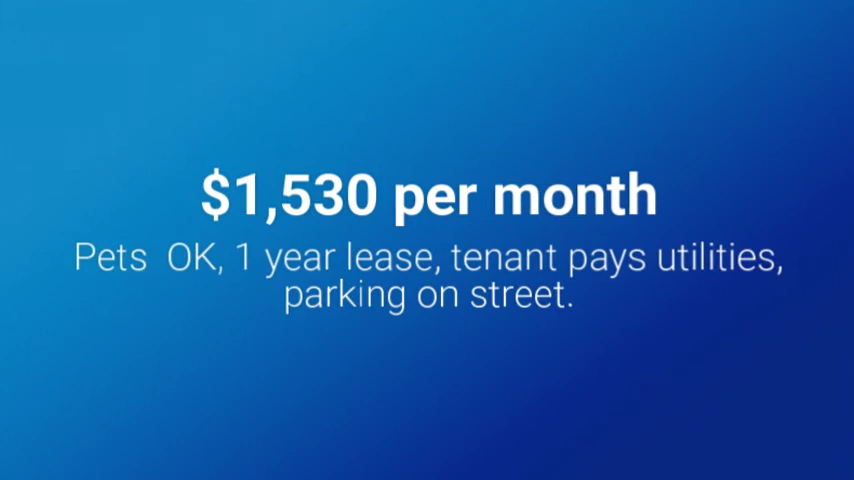 $1,530 per month
Pets  OK, 1 year lease, tenant pays utilities,
parking on street.